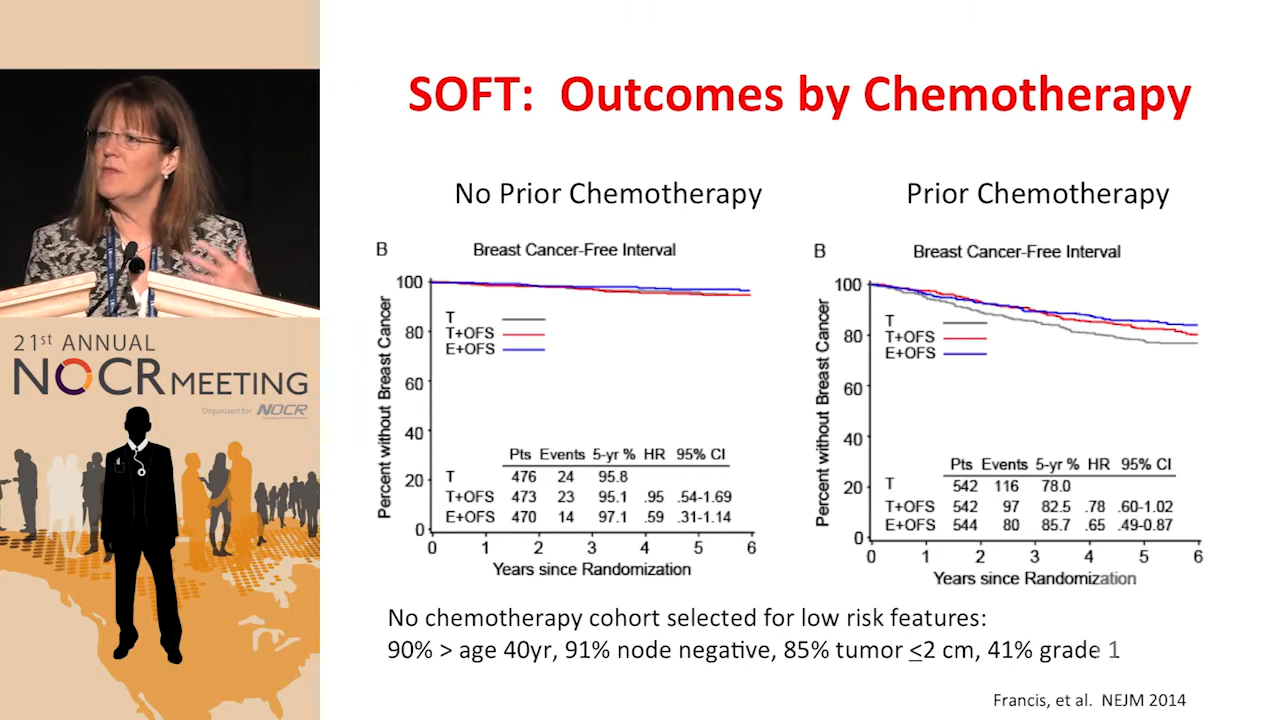 SOFT: Outcomes by Chemotherapy
No Prior Chemotherapy
B
Breast Cancer-Free Interval
Percent without Breast Cancer
100
80
60
40
20
0
T
T+OFS
E+OFS
Pts Events 5-yr % HR 95% CI
T 476 24 95.8
T+OFS 473 23 95.1 .95 .54-1.69
E+OFS 470 14 97.1 .59 .31-1.14
0 1 2 3 4 5 6
Years since Randomization
Prior Chemotherapy
B
Breast Cancer-Free Interval
Percent without Breast Cancer
100
80
60
40
20
0
T
T+OFS
E+OFS
Pts Events 5-yr % HR 95% CI
T 542 116 78.0
T+OFS 542 97 82.5 .78 .60-1.02
E+OFS 544 80 85.7 .65 .49-0.87
0 1 2 3 4 5 6
Years since Randomization
No chemotherapy cohort selected for low risk features:
90% > age 40yr, 91% node negative, 85% tumor ≤2 cm, 41% grade 1
Francis, et al. NEJM 2014
21st ANNUAL
NOCR MEETING
Organized for NOCR